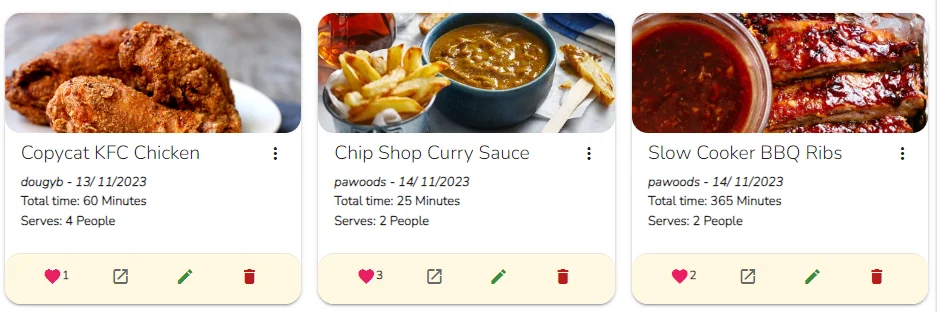 Copycat KFC Chicken
dougyb - 13/ 11/2023
Total time: 60 Minutes
Serves: 4 People
1
Chip Shop Curry Sauce
pawoods - 14/ 11/2023
Total time: 25 Minutes
Serves: 2 People
3
Slow Cooker BBQ Ribs
pawoods - 14/ 11/2023
Total time: 365 Minutes
Serves: 2 People
2